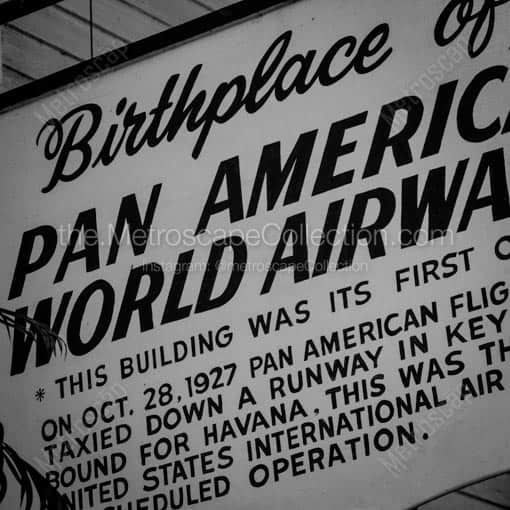 Birthplace of
PAN AMERIC
WORLD AIRWA
* THIS BUILDING WAS ITS FIRST O
ON OCT. 28, 1927 PAN AMERICAN FLIG
TAXIED DOWN A RUNWAY IN KEY
BOUND FOR HAVANA. THIS WAS TH
UNITED STATES INTERNATIONAL AIR
SCHEDULED OPERATION.
the.MetroscapeCollection.com
Instagram: @metroscapeCollection